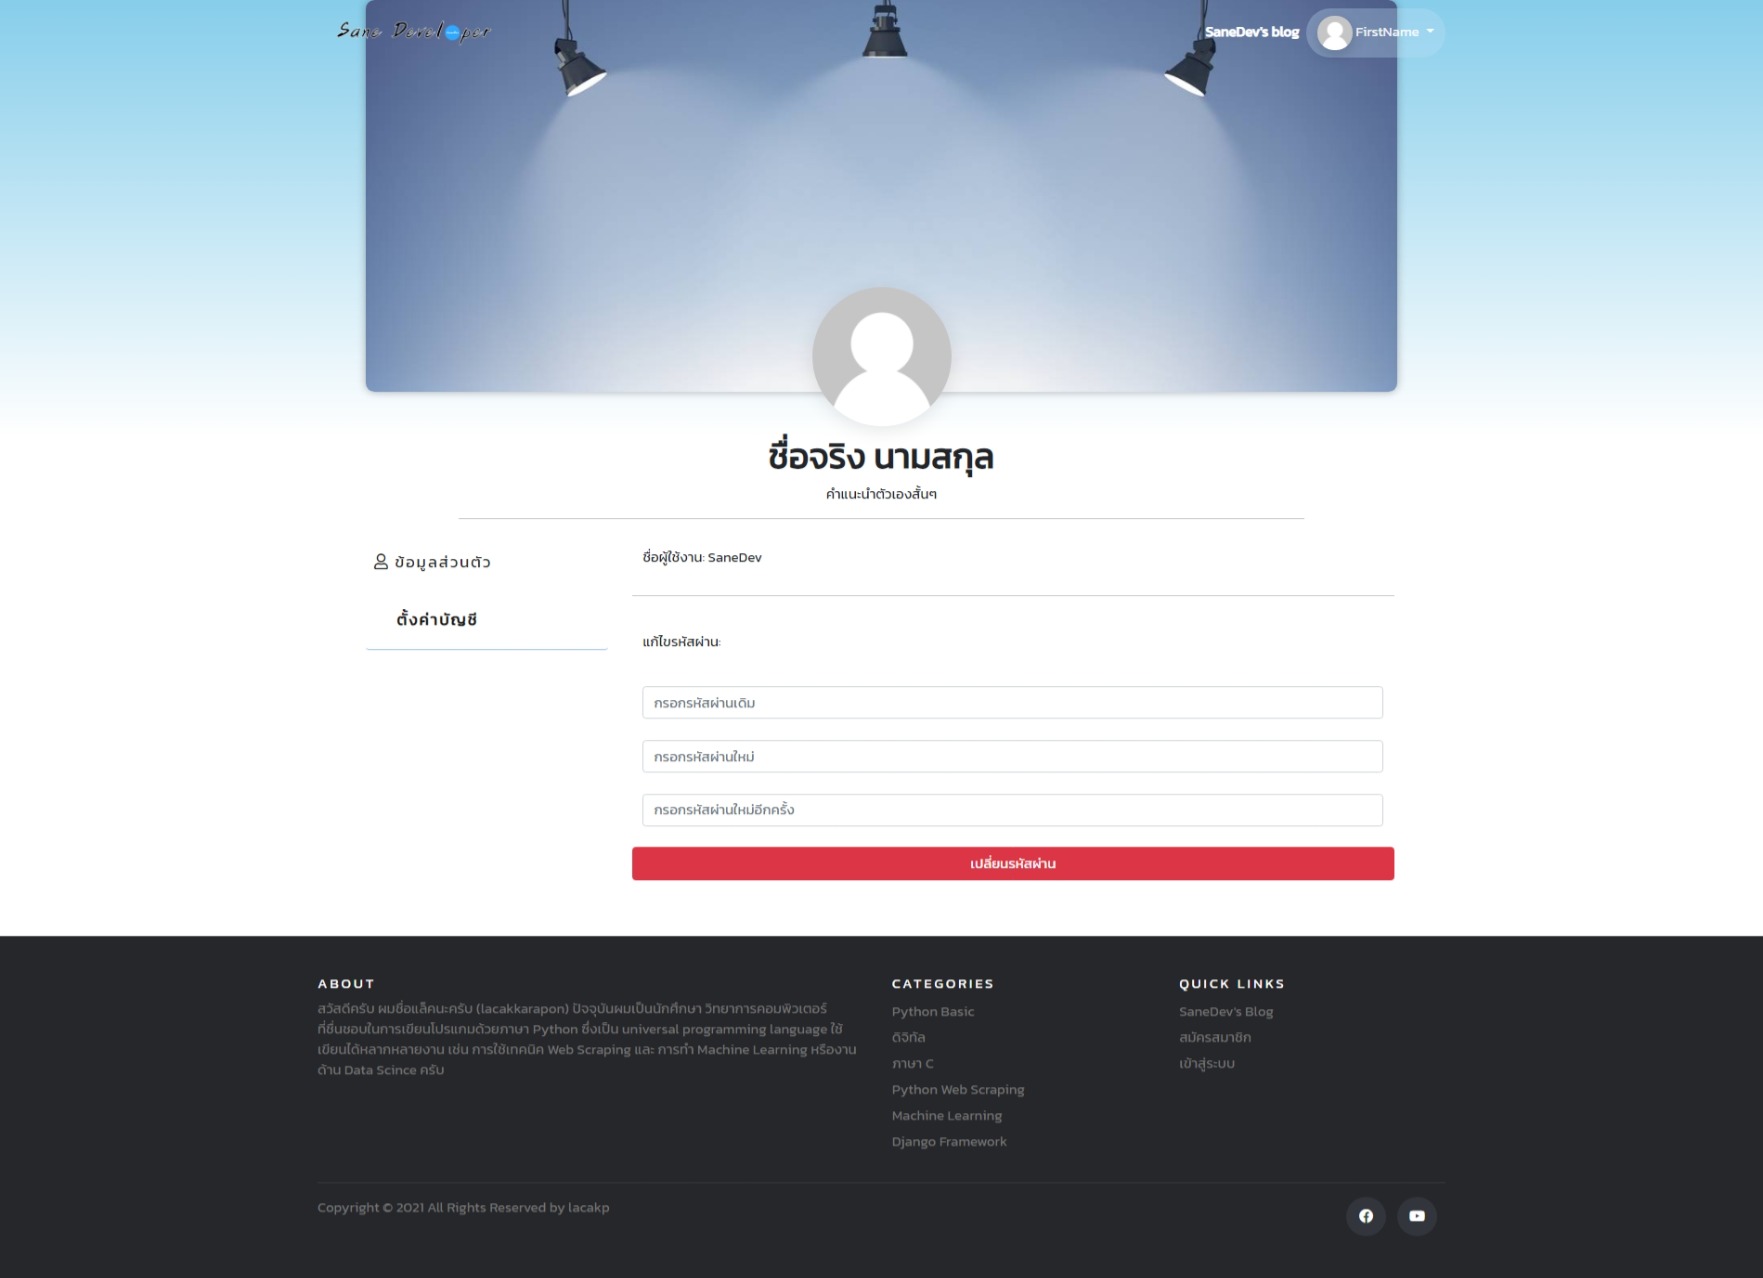 Sane Developer
SaneDev's blog
FirstName
ชื่อจริง นามสกุล
คำแนะนำตัวเองสั้นๆ
ข้อมูลส่วนตัว
ตั้งค่าบัญชี
ชื่อผู้ใช้งาน: SaneDev
แก้ไขรหัสผ่าน:
กรอกรหัสผ่านเดิม
กรอกรหัสผ่านใหม่
กรอกรหัสผ่านใหม่อีกครั้ง
เปลี่ยนรหัสผ่าน
ABOUT
สวัสดีครับ ผมชื่อแล็คนะครับ (lacakkarapon) ปัจจุบันผมเป็นนักศึกษา วิทยาการคอมพิวเตอร์
ที่ชื่นชอบในการเขียนโปรแกมด้วยภาษา Python ซึ่งเป็น universal programming language ใช้
เขียนได้หลากหลายงาน เช่น การใช้เทคนิค Web Scraping และ การทำ Machine Learning หรืองาน
ด้าน Data Scince ครับ
CATEGORIES
Python Basic
ดิจิทัล
ภาษา C
Python Web Scraping
Machine Learning
Django Framework
QUICK LINKS
SaneDev's Blog
สมัครสมาชิก
เข้าสู่ระบบ
Copyright © 2021 All Rights Reserved by lacakp